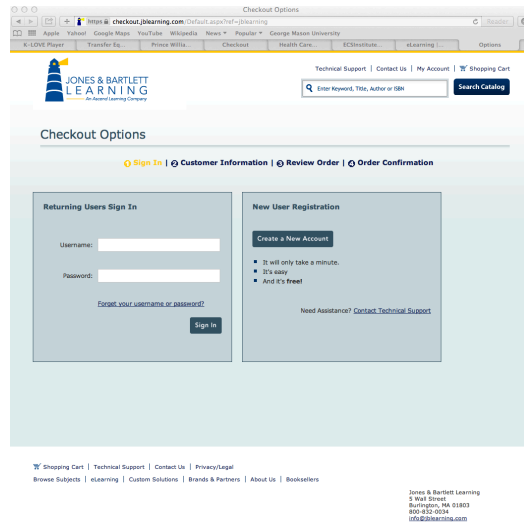 Checkout Options
https checkout.jblearning.com/Default.aspx?ref=jblearning
Reader
Apple Yahoo! Google Maps YouTube Wikipedia News Popular George Mason University
K-LOVE Player Transfer Eq... Prince Willia... Checkout Health Care... ECSInstitute... eLearning |... Options
JONES & BARTLETT
LEARNING
An Ascend Learning Company
Technical Support | Contact Us | My Account | Shopping Cart
Enter Keyword, Title, Author or ISBN
Search Catalog
Checkout Options
1 Sign In | 2 Customer Information | 3 Review Order | 4 Order Confirmation
Returning Users Sign In
Username:
Password:
Forget your username or password?
Sign In
New User Registration
Create a New Account
It will only take a minute.
It's easy
And it's free!
Need Assistance? Contact Technical Support
Shopping Cart | Technical Support | Contact Us | Privacy/Legal
Browse Subjects | eLearning | Custom Solutions | Brands & Partners | About Us | Booksellers
Jones & Bartlett Learning
5 Wall Street
Burlington, MA 01803
800-832-0034
info@jblearning.com